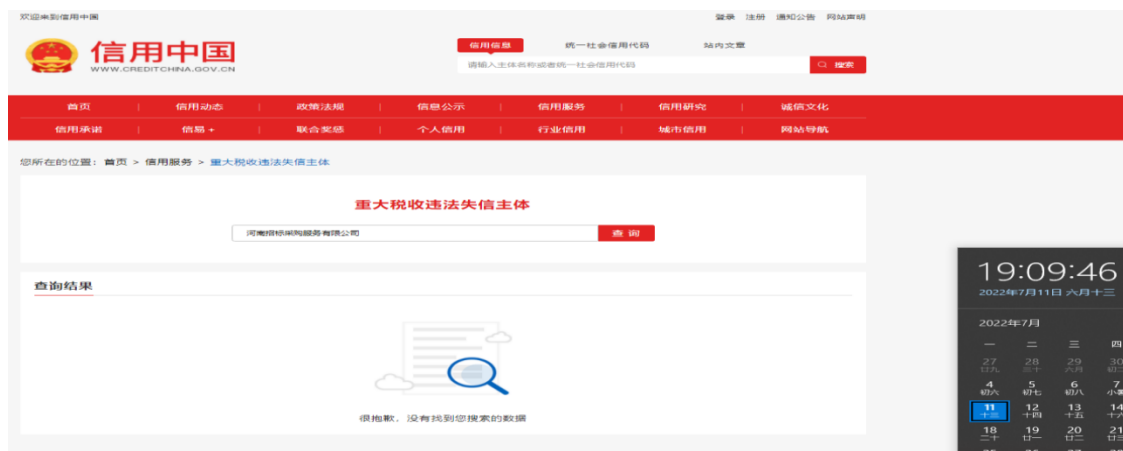 欢迎来到信用中国
登录 注册 通知公告 网站声明
信用中国
WWW.CREDITCHINA.GOV.CN
信用信息 统一社会信用代码 站内文章
请输入主体名称或者统一社会信用代码
搜索
首页 | 信用动态 | 政策法规 | 信息公示 | 信用服务 | 信用研究 | 诚信文化
信用承诺 | 信易+ | 联合奖惩 | 个人信用 | 行业信用 | 城市信用 | 网站导航
您所在的位置：首页 > 信用服务 > 重大税收违法失信主体
重大税收违法失信主体
河南招标采购服务有限公司
查询
查询结果
很抱歉，没有找到您搜索的数据
19:09:46
2022年7月11日 六月十三
2022年7月
一 二 三 四
27 28 29 30
廿九 三十 六月 初二
4 5 6 7
初六 初七 初八 小暑
11 12 13 14
十三 十四 十五 十六
18 19 20 21
二十 廿一 廿二 廿三